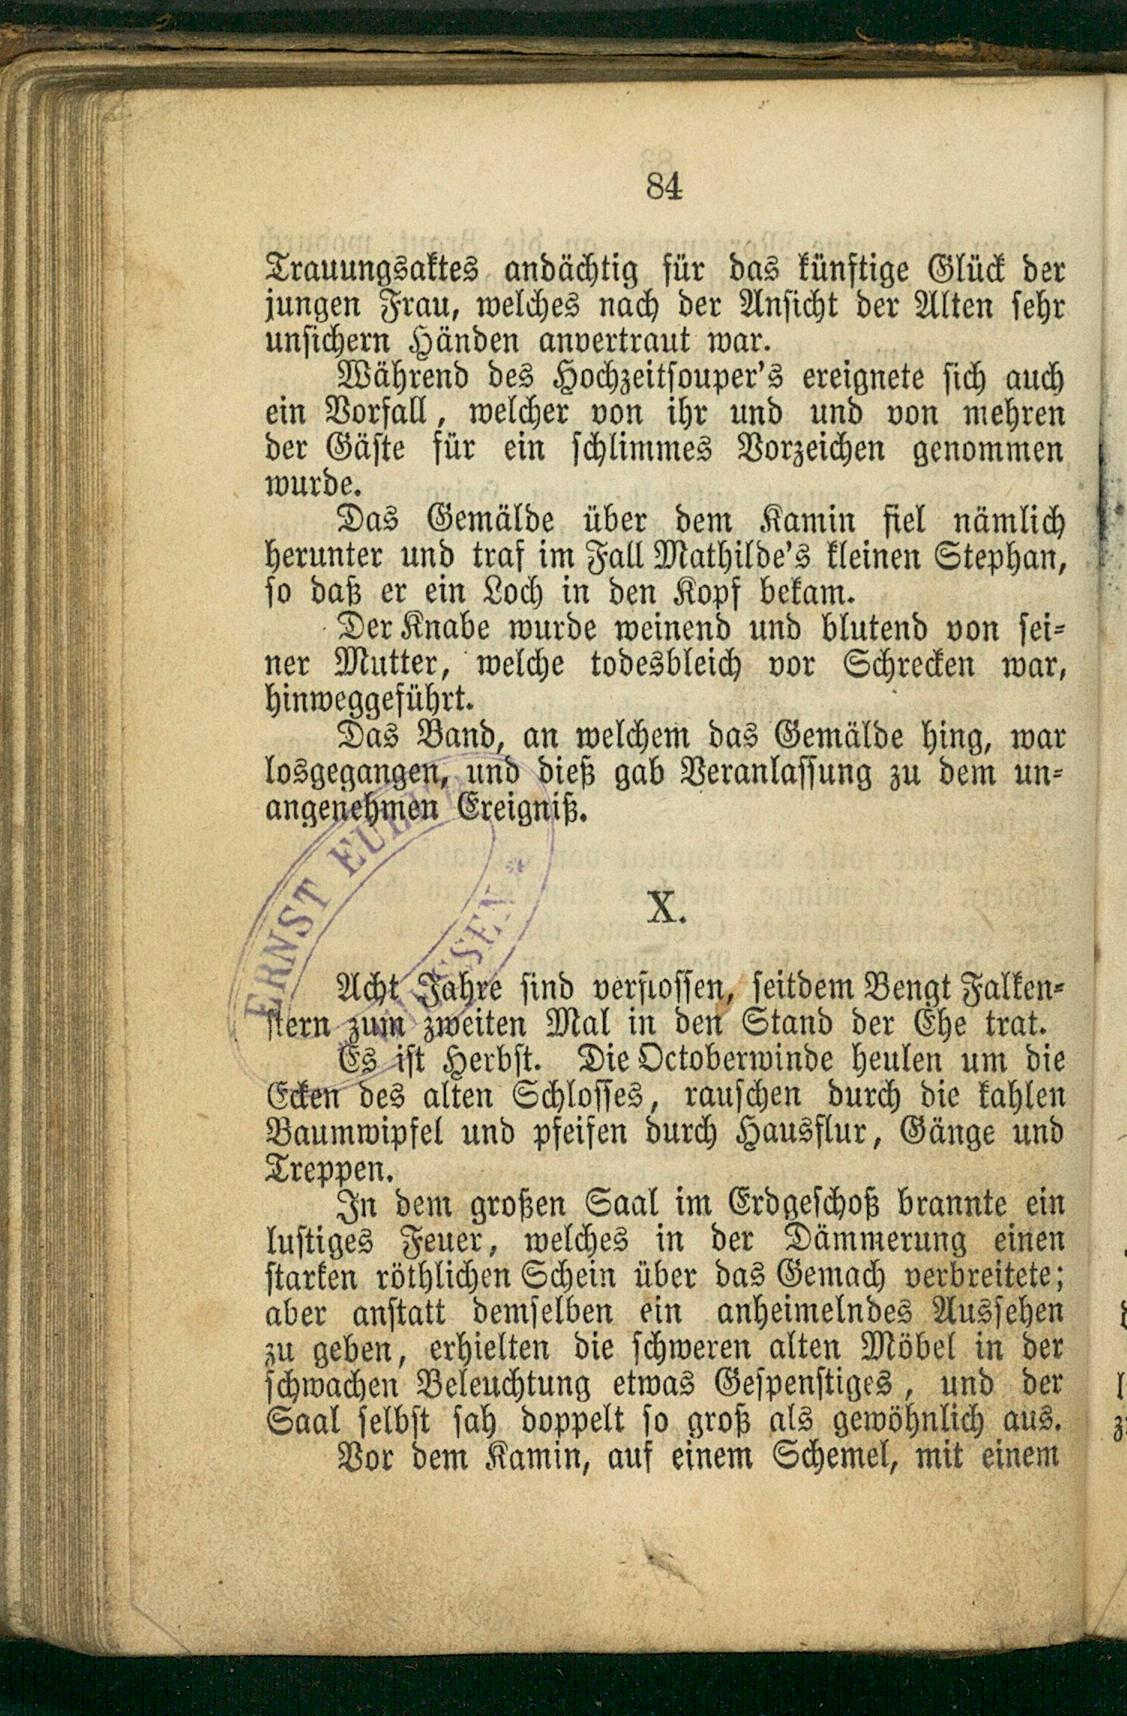 84
Trauungsaktes andächtig für das künftige Glück der
jungen Frau, welches nach der Ansicht der Alten sehr
unsichern Händen anvertraut war.
Während des Hochzeitsouper's ereignete sich auch
ein Vorfall, welcher von ihr und und von mehren
der Gäste für ein schlimmes Vorzeichen genommen
wurde.
Das Gemälde über dem Kamin fiel nämlich
herunter und traf im Fall Mathilde's kleinen Stephan,
so daß er ein Loch in den Kopf bekam.
Der Knabe wurde weinend und blutend von sei-
ner Mutter, welche todesbleich vor Schrecken war,
hinweggeführt.
Das Band, an welchem das Gemälde hing, war
losgegangen, und dieß gab Veranlassung zu dem un-
angenehmen Ereigniß.
ERNST
X.
Acht Jahre sind verflossen, seitdem Bengt Falken-
stern zum zweiten Mal in den Stand der Ehe trat.
Es ist Herbst. Die Octoberwinde heulen um die
Ecken des alten Schlosses, rauschen durch die kahlen
Baumwipfel und pfeifen durch Hausflur, Gänge und
Treppen.
In dem großen Saal im Erdgeschoß brannte ein
lustiges Feuer, welches in der Dämmerung einen
starken röthlichen Schein über das Gemach verbreitete;
aber anstatt demselben ein anheimelndes Aussehen
zu geben, erhielten die schweren alten Möbel in der
schwachen Beleuchtung etwas Gespenstiges, und der
Saal selbst sah doppelt so groß als gewöhnlich aus.
Vor dem Kamin, auf einem Schemel, mit einem